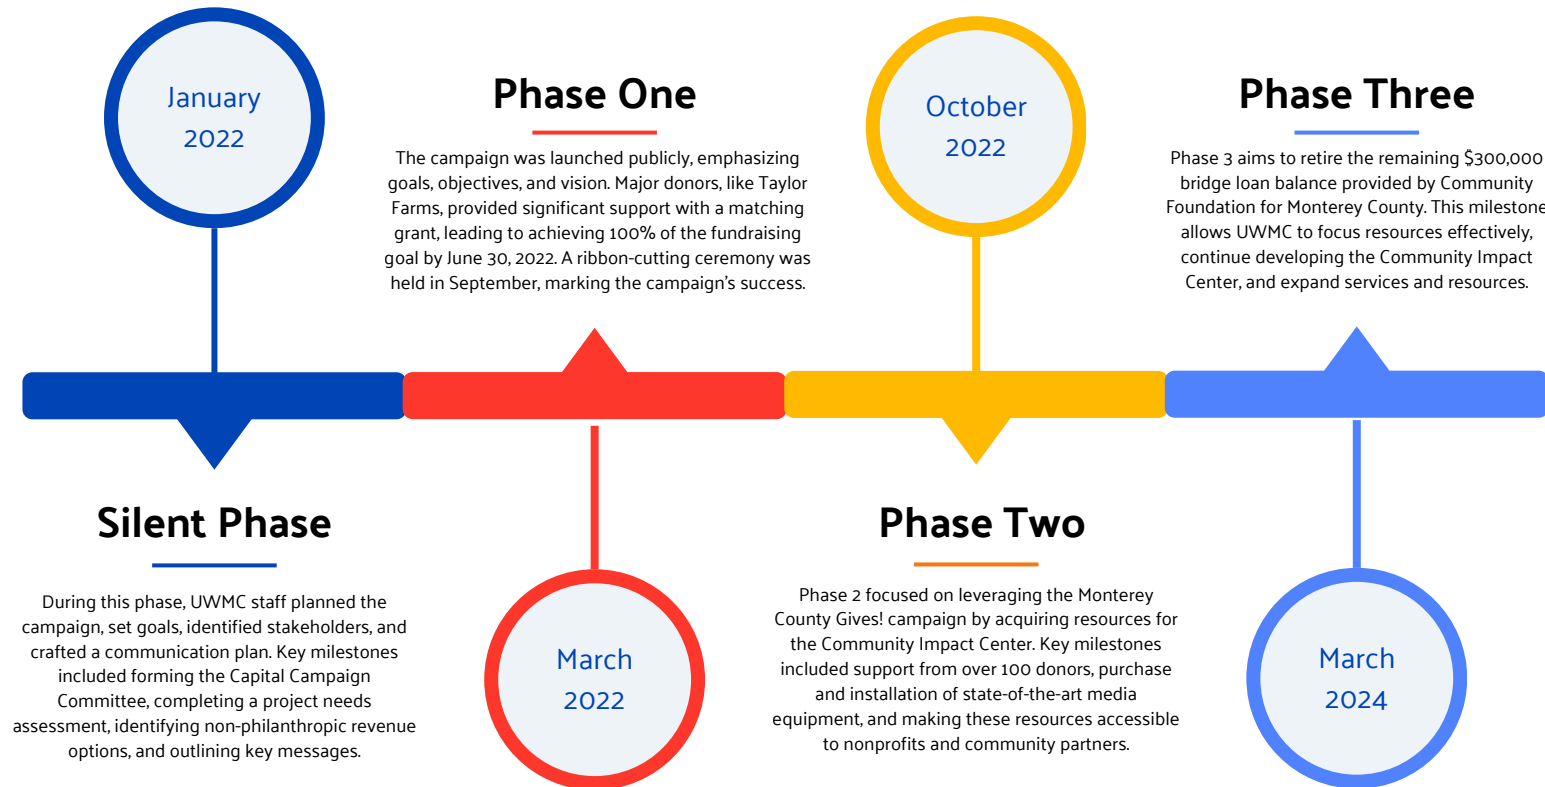 January
2022
Silent Phase
During this phase, UWMC staff planned the
campaign, set goals, identified stakeholders, and
crafted a communication plan. Key milestones
included forming the Capital Campaign
Committee, completing a project needs
assessment, identifying non-philanthropic revenue
options, and outlining key messages.
Phase One
The campaign was launched publicly, emphasizing
goals, objectives, and vision. Major donors, like Taylor
Farms, provided significant support with a matching
grant, leading to achieving 100% of the fundraising
goal by June 30, 2022. A ribbon-cutting ceremony was
held in September, marking the campaign's success.
March
2022
October
2022
Phase Two
Phase 2 focused on leveraging the Monterey
County Gives! campaign by acquiring resources for
the Community Impact Center. Key milestones
included support from over 100 donors, purchase
and installation of state-of-the-art media
equipment, and making these resources accessible
to nonprofits and community partners.
Phase Three
Phase 3 aims to retire the remaining $300,000
bridge loan balance provided by Community
Foundation for Monterey County. This milestone
allows UWMC to focus resources effectively,
continue developing the Community Impact
Center, and expand services and resources.
March
2024